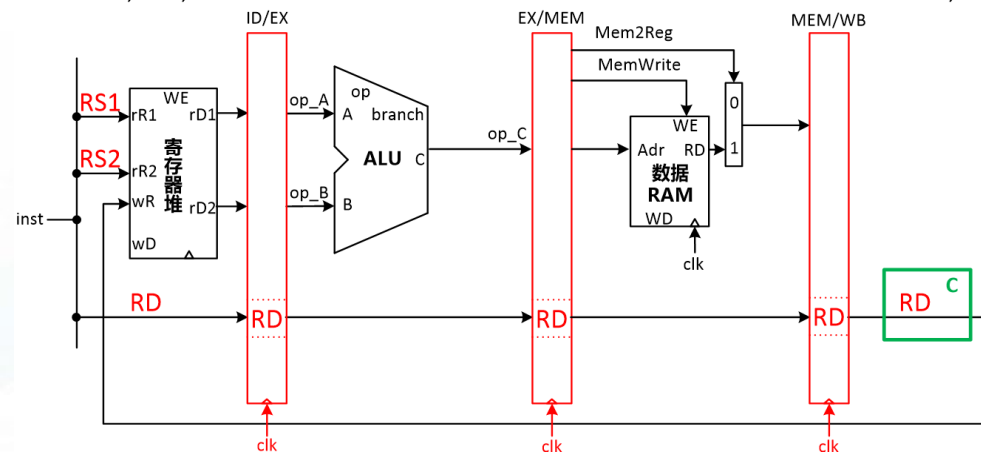 ID/EX
EX/MEM
MEM/WB
Mem2Reg
MemWrite
RS1
RS2
WE
rR1
rD1
rR2
rD2
wR
wD
寄存器堆
inst
op_A
op_B
op
A
branch
ALU
C
B
op_C
WE
Adr
RD
数据
RAM
WD
clk
0
1
RD
RD
RD
RD
RD
C
clk
clk
clk